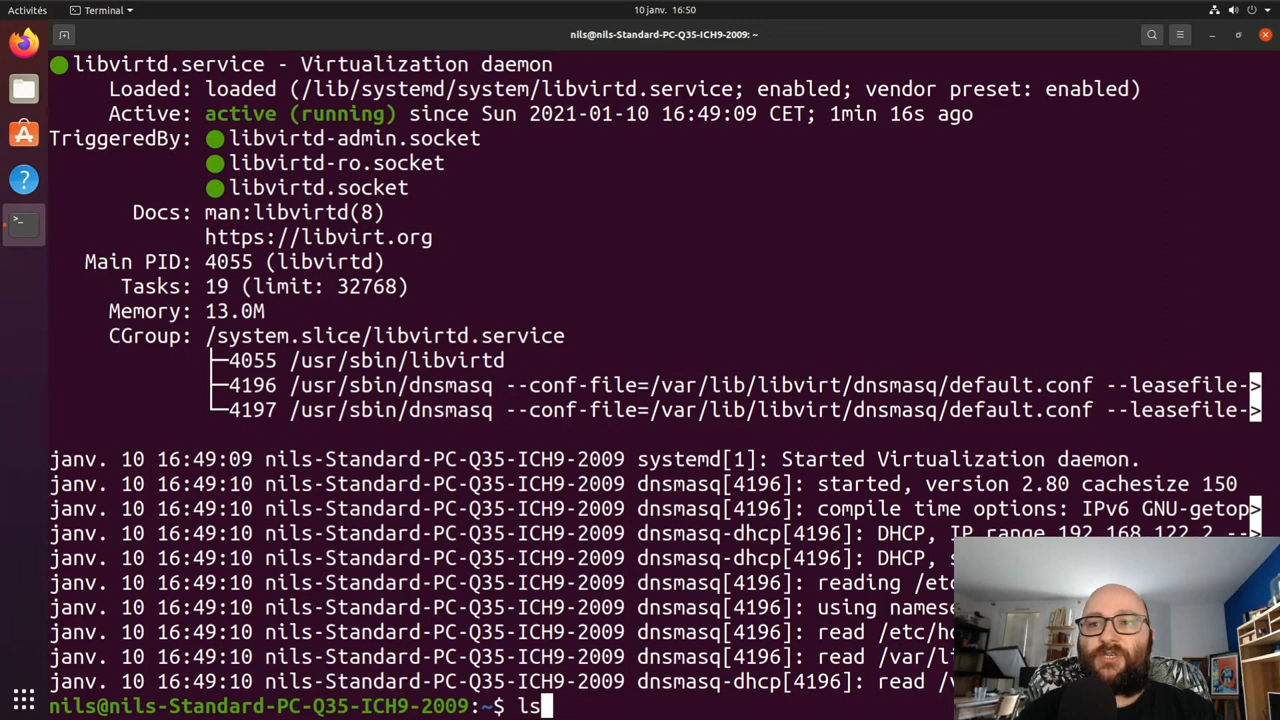 Activités
Terminal
10 janv. 16:50
nils@nils-Standard-PC-Q35-ICH9-2009: ~
libvirtd.service - Virtualization daemon
Loaded: loaded (/lib/systemd/system/libvirtd.service; enabled; vendor preset: enabled)
Active: active (running) since Sun 2021-01-10 16:49:09 CET; 1min 16s ago
TriggeredBy: libvirtd-admin.socket
libvirtd-ro.socket
libvirtd.socket
Docs: man:libvirtd(8)
https://libvirt.org
Main PID: 4055 (libvirtd)
Tasks: 19 (limit: 32768)
Memory: 13.0M
CGroup: /system.slice/libvirtd.service
├─4055 /usr/sbin/libvirtd
├─4196 /usr/sbin/dnsmasq --conf-file=/var/lib/libvirt/dnsmasq/default.conf --leasefile->
└─4197 /usr/sbin/dnsmasq --conf-file=/var/lib/libvirt/dnsmasq/default.conf --leasefile->
janv. 10 16:49:09 nils-Standard-PC-Q35-ICH9-2009 systemd[1]: Started Virtualization daemon.
janv. 10 16:49:10 nils-Standard-PC-Q35-ICH9-2009 dnsmasq[4196]: started, version 2.80 cachesize 150
janv. 10 16:49:10 nils-Standard-PC-Q35-ICH9-2009 dnsmasq[4196]: compile time options: IPv6 GNU-getop>
janv. 10 16:49:10 nils-Standard-PC-Q35-ICH9-2009 dnsmasq-dhcp[4196]: DHCP, IP range 192.168.122.2 -->
janv. 10 16:49:10 nils-Standard-PC-Q35-ICH9-2009 dnsmasq-dhcp[4196]: DHCP,
janv. 10 16:49:10 nils-Standard-PC-Q35-ICH9-2009 dnsmasq[4196]: reading
janv. 10 16:49:10 nils-Standard-PC-Q35-ICH9-2009 dnsmasq[4196]: using
janv. 10 16:49:10 nils-Standard-PC-Q35-ICH9-2009 dnsmasq[4196]: read
janv. 10 16:49:10 nils-Standard-PC-Q35-ICH9-2009 dnsmasq[4196]: read
janv. 10 16:49:10 nils-Standard-PC-Q35-ICH9-2009 dnsmasq-dhcp[4196]: read
nils@nils-Standard-PC-Q35-ICH9-2009:~$ ls